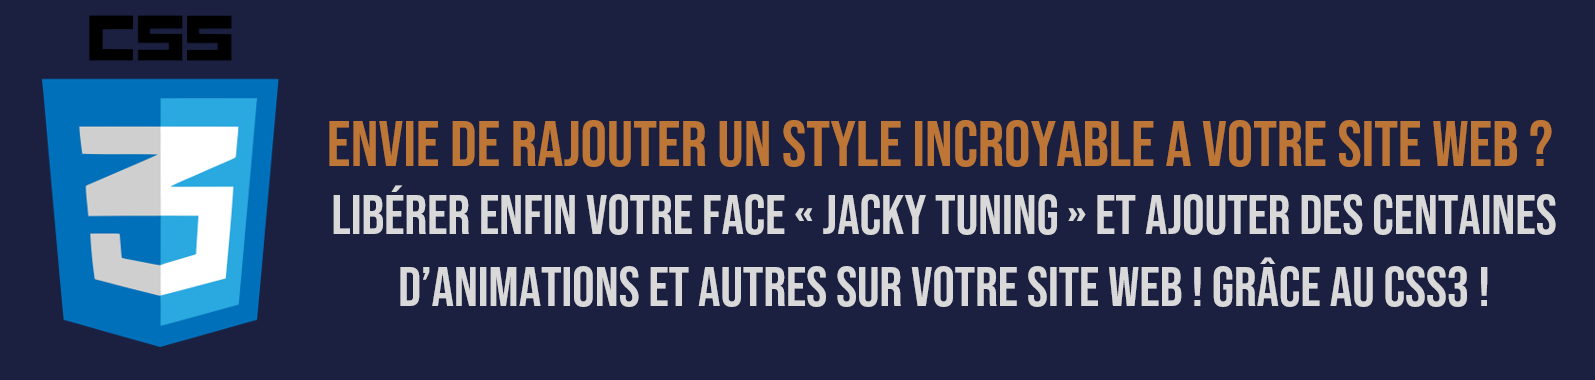 CSS
3
ENVIE DE RAJOUTER UN STYLE INCROYABLE A VOTRE SITE WEB ?
LIBÉRER ENFIN VOTRE FACE « JACKY TUNING » ET AJOUTER DES CENTAINES
D’ANIMATIONS ET AUTRES SUR VOTRE SITE WEB ! GRÂCE AU CSS3 !